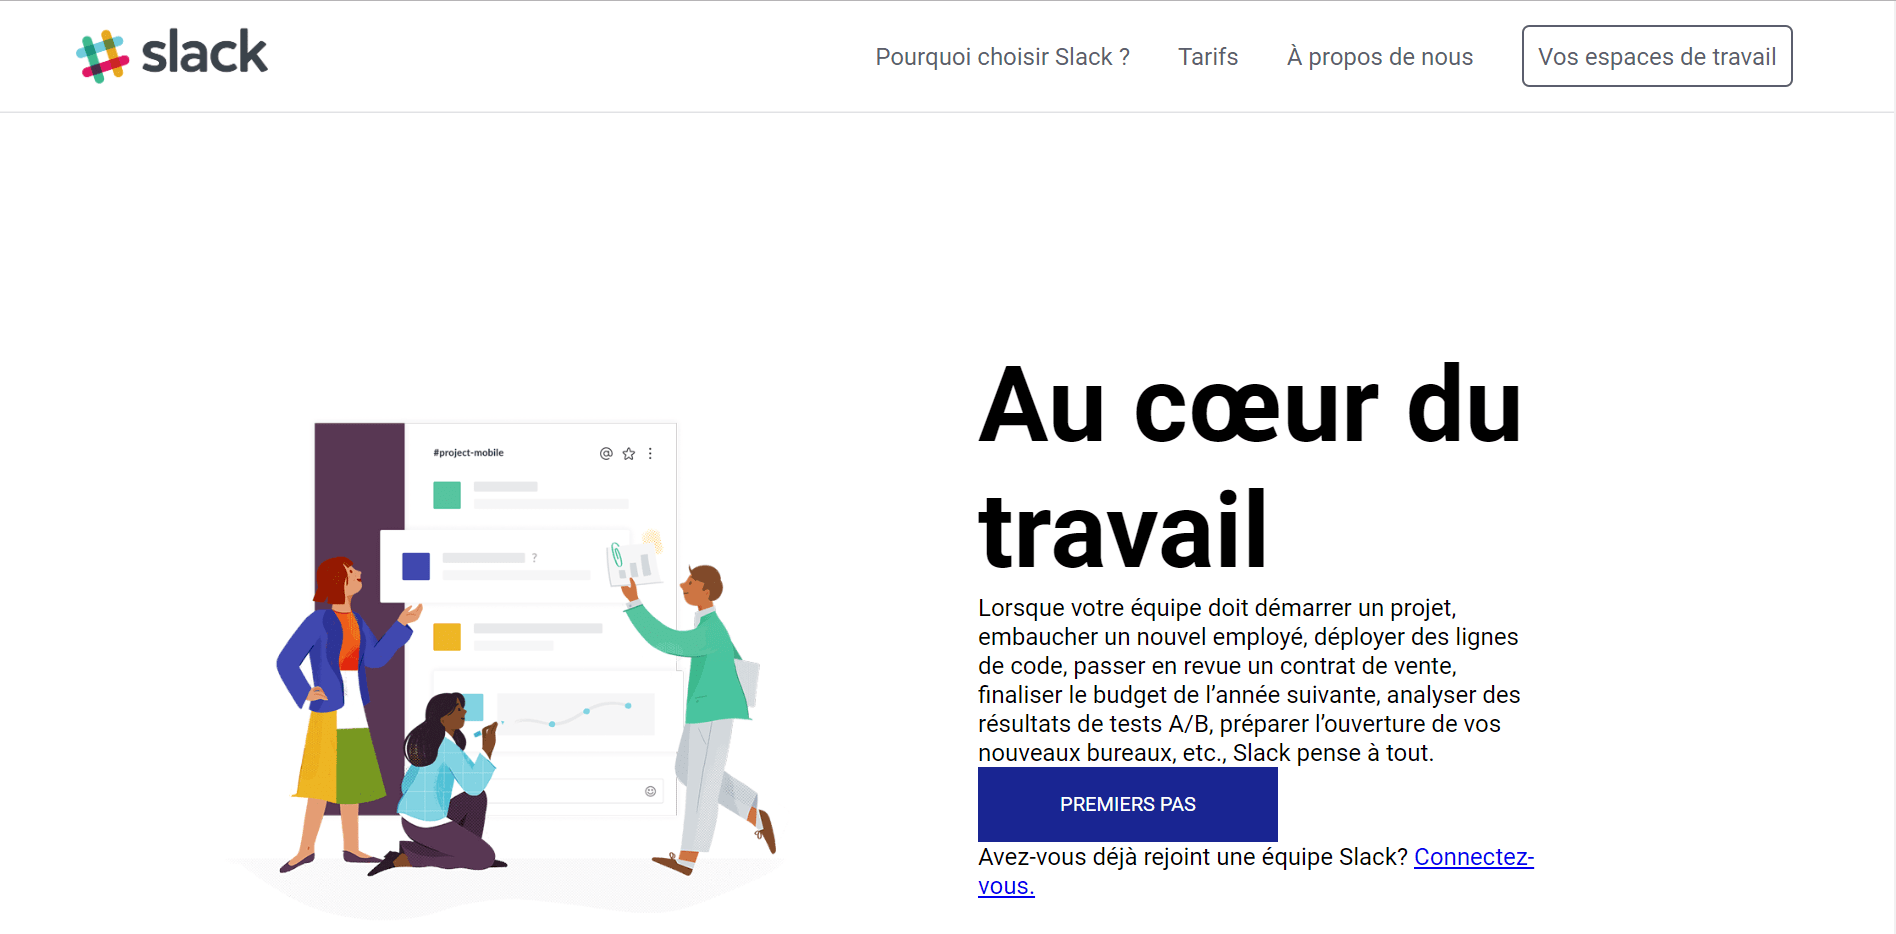 slack
Pourquoi choisir Slack ?
Tarifs
À propos de nous
Vos espaces de travail
#project-mobile
?
Au cœur du
travail
Lorsque votre équipe doit démarrer un projet,
embaucher un nouvel employé, déployer des lignes
de code, passer en revue un contrat de vente,
finaliser le budget de l’année suivante, analyser des
résultats de tests A/B, préparer l’ouverture de vos
nouveaux bureaux, etc., Slack pense à tout.
PREMIERS PAS
Avez-vous déjà rejoint une équipe Slack? Connectez-
vous.